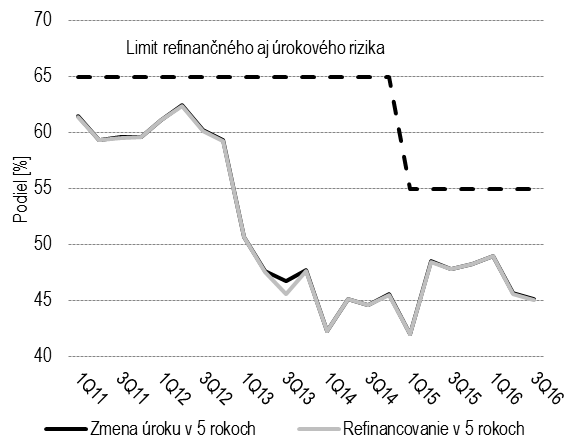 70
Limit refinančného aj úrokového rizika
65
60
55
50
45
40
Podiel [%]
1Q11
3Q11
1Q12
3Q12
1Q13
3Q13
1Q14
3Q14
1Q15
3Q15
1Q16
3Q16
Zmena úroku v 5 rokoch
Refinancovanie v 5 rokoch